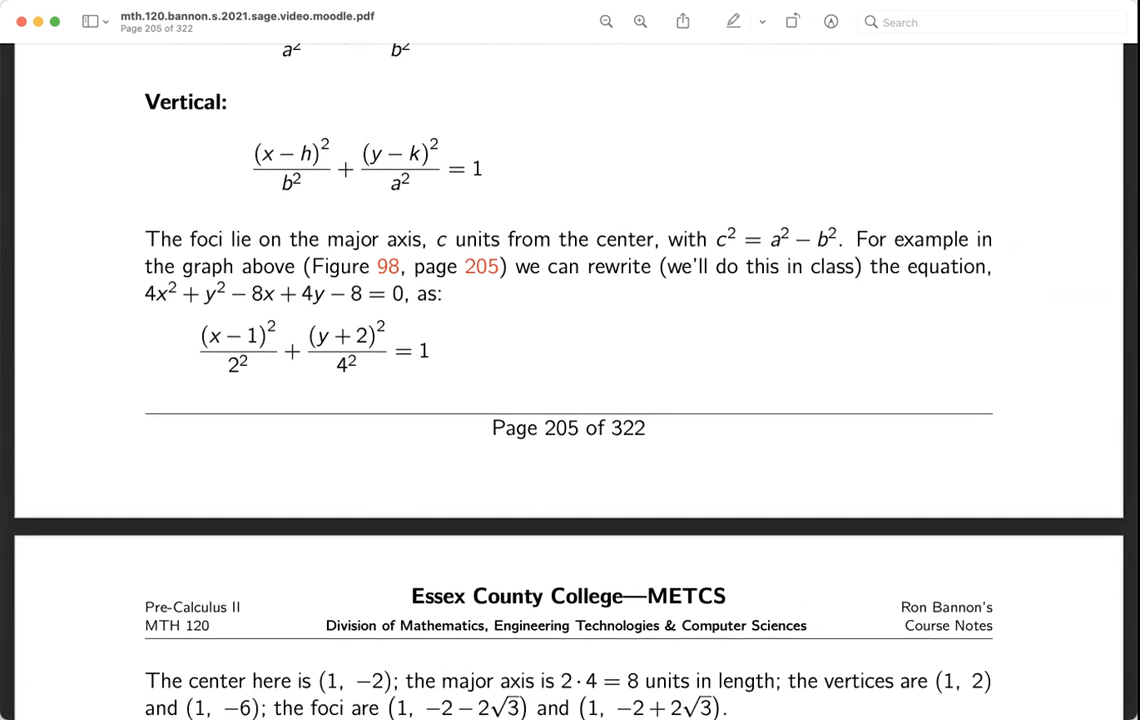 mth.120.bannon.s.2021.sage.video.moodle.pdf
Page 205 of 322
Search
a² b²
Vertical:
(x − h)²/b² + (y − k)²/a² = 1
The foci lie on the major axis, c units from the center, with c² = a² − b². For example in
the graph above (Figure 98, page 205) we can rewrite (we'll do this in class) the equation,
4x² + y² − 8x + 4y − 8 = 0, as:
(x − 1)²/2² + (y + 2)²/4² = 1
Page 205 of 322
Essex County College—METCS
Pre-Calculus II
Ron Bannon's
MTH 120
Division of Mathematics, Engineering Technologies & Computer Sciences
Course Notes
The center here is (1, −2); the major axis is 2 · 4 = 8 units in length; the vertices are (1, 2)
and (1, −6); the foci are (1, −2 − 2√3) and (1, −2 + 2√3).